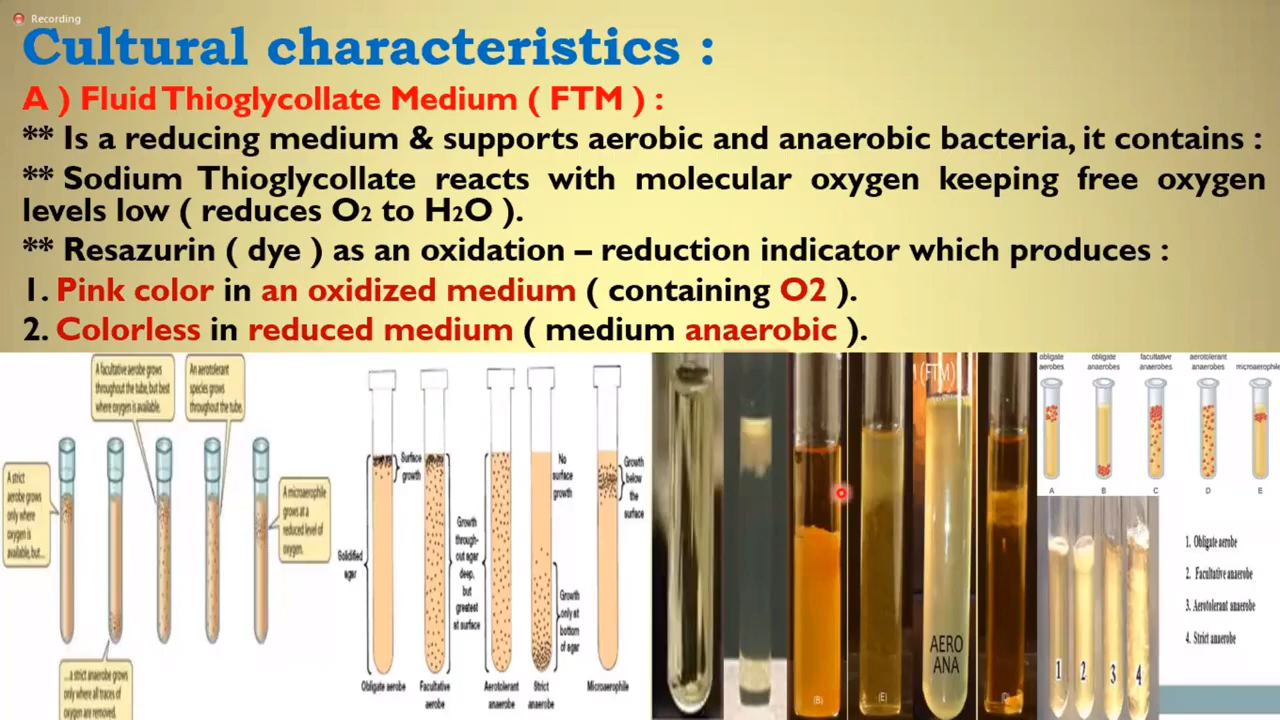 Recording
Cultural characteristics :
A ) Fluid Thioglycollate Medium ( FTM ) :
** Is a reducing medium & supports aerobic and anaerobic bacteria, it contains :
** Sodium Thioglycollate reacts with molecular oxygen keeping free oxygen
levels low ( reduces O2 to H2O ).
** Resazurin ( dye ) as an oxidation – reduction indicator which produces :
1. Pink color in an oxidized medium ( containing O2 ).
2. Colorless in reduced medium ( medium anaerobic ).
A strict
aerobe grows
only where
oxygen is
available, but...
A facultative aerobe grows
throughout the tube, but best
where oxygen is available.
An aerotolerant
species grows
throughout the tube.
A microaerophile
grows at a
reduced level of
oxygen.
...a strict anaerobe grows
only where all traces of
oxygen are removed.
Solidified
agar
Surface
growth
Growth
through-
out agar
deep,
but
greatest
at surface
No
surface
growth
Growth
only at
bottom
of agar
Growth
below
the
surface
Obligate aerobe
Facultative
aerobe
Aerotolerant
anaerobe
Strict
anaerobe
Microaerophile
(B)
(E)
(FTM)
AERO
ANA
obligate
aerobes
obligate
anaerobes
facultative
anaerobes
aerotolerant
anaerobes
microaerophile
A
B
C
D
E
1
2
3
4
1. Obligate aerobe
2. Facultative anaerobe
3. Aerotolerant anaerobe
4. Strict anaerobe